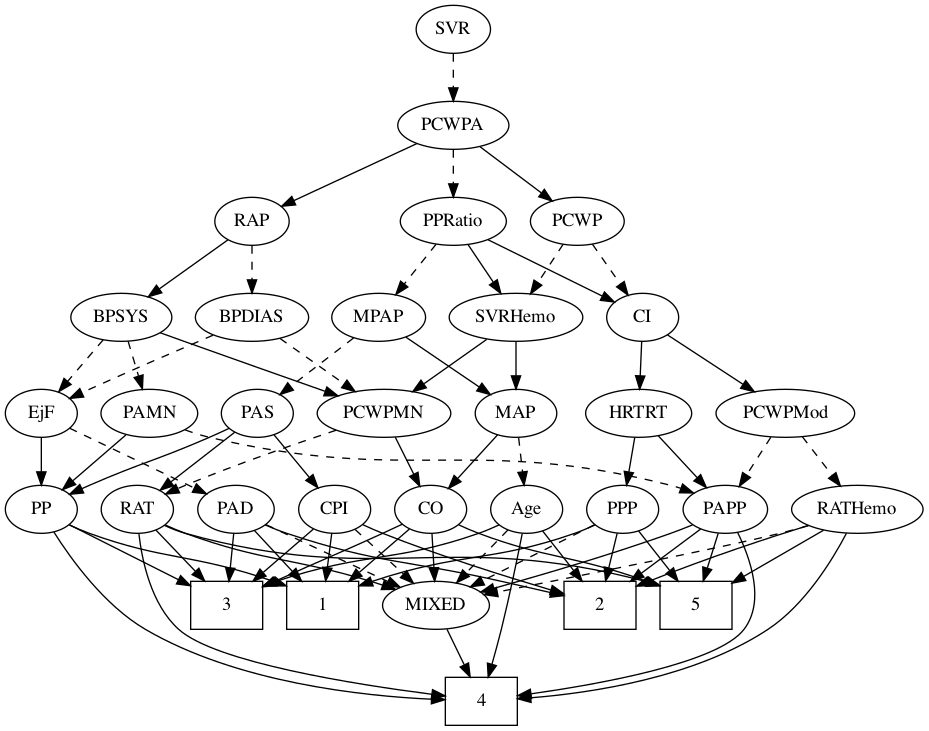 SVR
PCWPA
RAP
PPRatio
PCWP
BPSYS
BPDIAS
MPAP
SVRHemo
CI
EjF
PAMN
PAS
PCWPMN
MAP
HRTRT
PCWPMod
PP
RAT
PAD
CPI
CO
Age
PPP
PAPP
RATHemo
3
1
MIXED
2
5
4